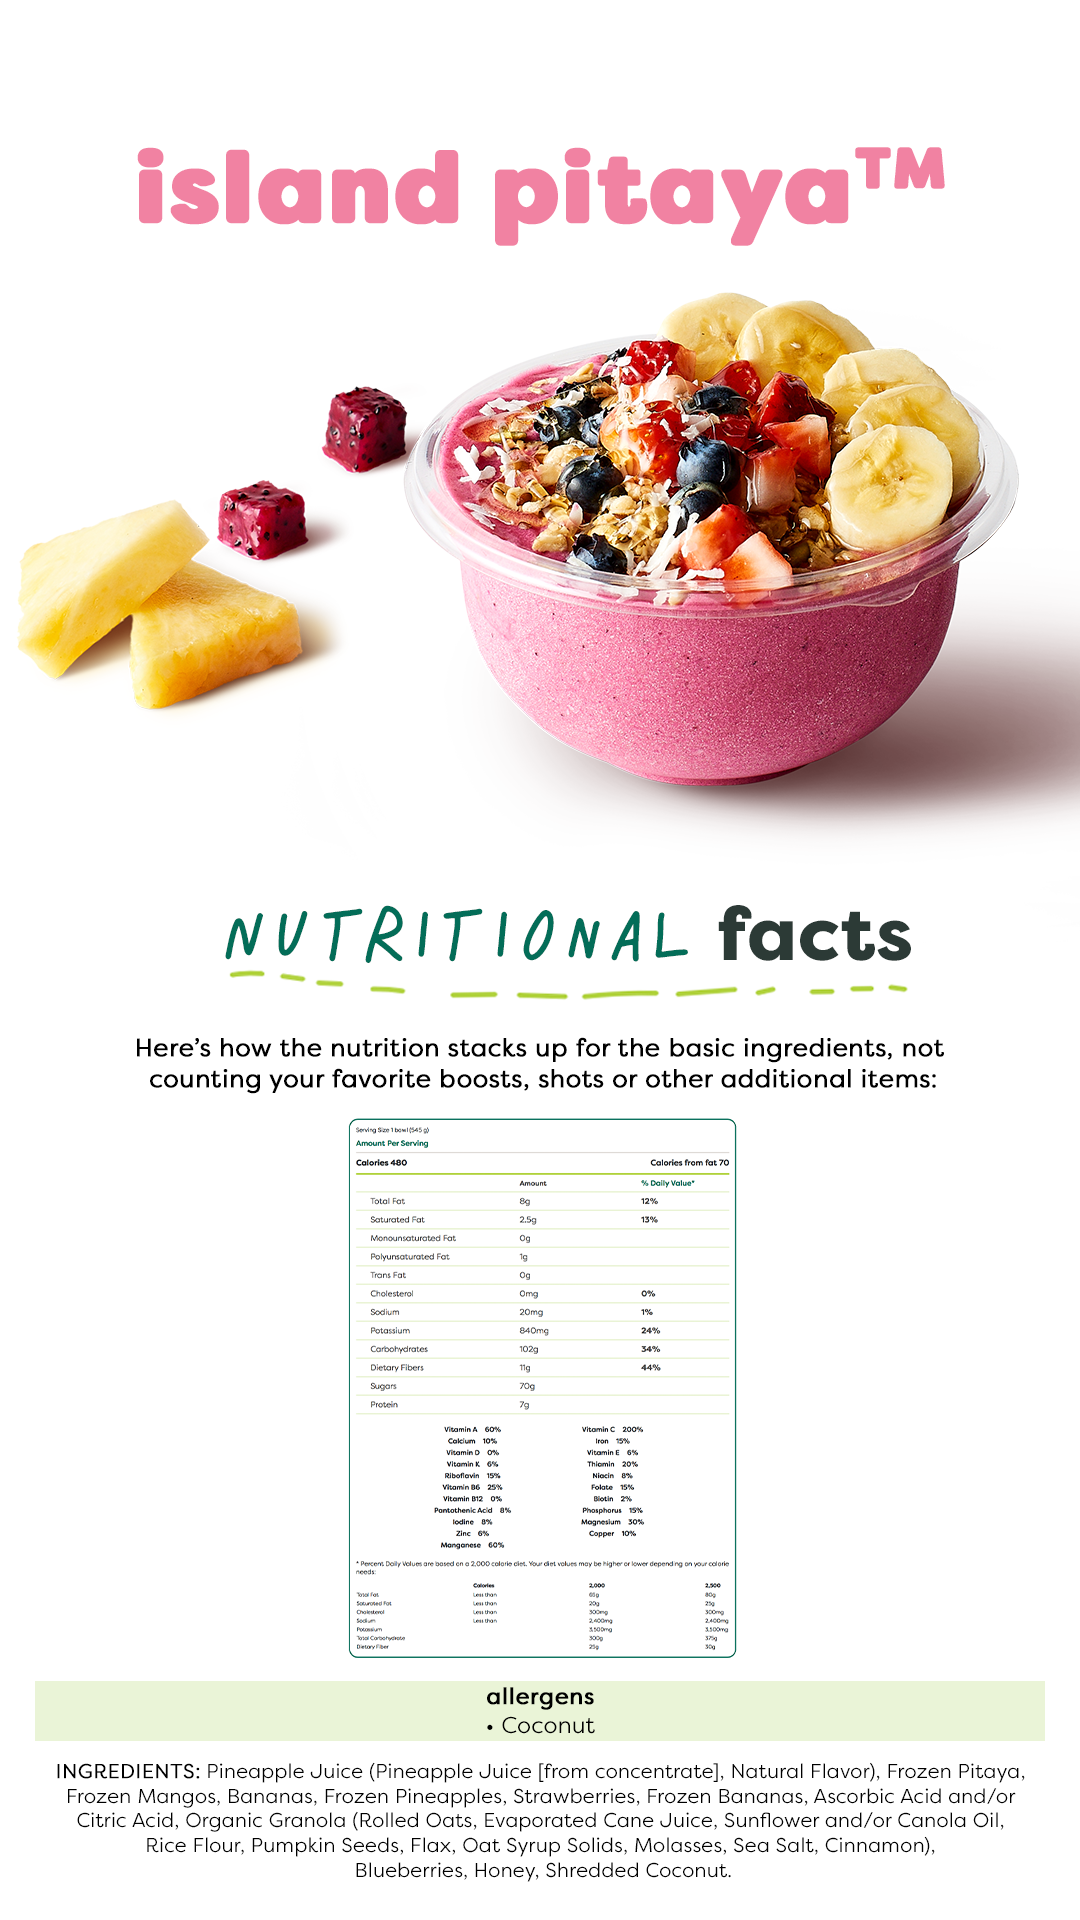 island pitaya™
NUTRITIONAL facts
Here's how the nutrition stacks up for the basic ingredients, not
counting your favorite boosts, shots or other additional items:
Serving Size 1 bowl (545 g)
Amount Per Serving
Calories 480 Calories from fat 70
Amount % Daily Value*
Total Fat 8g 12%
Saturated Fat 2.5g 13%
Monounsaturated Fat 0g
Polyunsaturated Fat 1g
Trans Fat 0g
Cholesterol 0mg 0%
Sodium 20mg 1%
Potassium 840mg 24%
Carbohydrates 102g 34%
Dietary Fibers 11g 44%
Sugars 70g
Protein 7g
Vitamin A 60% Vitamin C 200%
Calcium 10% Iron 15%
Vitamin D 0% Vitamin E 6%
Vitamin K 6% Thiamin 20%
Riboflavin 15% Niacin 8%
Vitamin B6 25% Folate 15%
Vitamin B12 0% Biotin 2%
Pantothenic Acid 8% Phosphorus 15%
Iodine 8% Magnesium 30%
Zinc 6% Copper 10%
Manganese 60%
* Percent Daily Values are based on a 2,000 calorie diet. Your diet values may be higher or lower depending on your calorie
needs:
Calories 2,000 2,500
Total Fat Less than 65g 80g
Saturated Fat Less than 20g 25g
Cholesterol Less than 300mg 300mg
Sodium Less than 2,400mg 2,400mg
Potassium 3,500mg 3,500mg
Total Carbohydrate 300g 375g
Dietary Fiber 25g 30g
allergens
• Coconut
INGREDIENTS: Pineapple Juice (Pineapple Juice [from concentrate], Natural Flavor), Frozen Pitaya,
Frozen Mangos, Bananas, Frozen Pineapples, Strawberries, Frozen Bananas, Ascorbic Acid and/or
Citric Acid, Organic Granola (Rolled Oats, Evaporated Cane Juice, Sunflower and/or Canola Oil,
Rice Flour, Pumpkin Seeds, Flax, Oat Syrup Solids, Molasses, Sea Salt, Cinnamon),
Blueberries, Honey, Shredded Coconut.